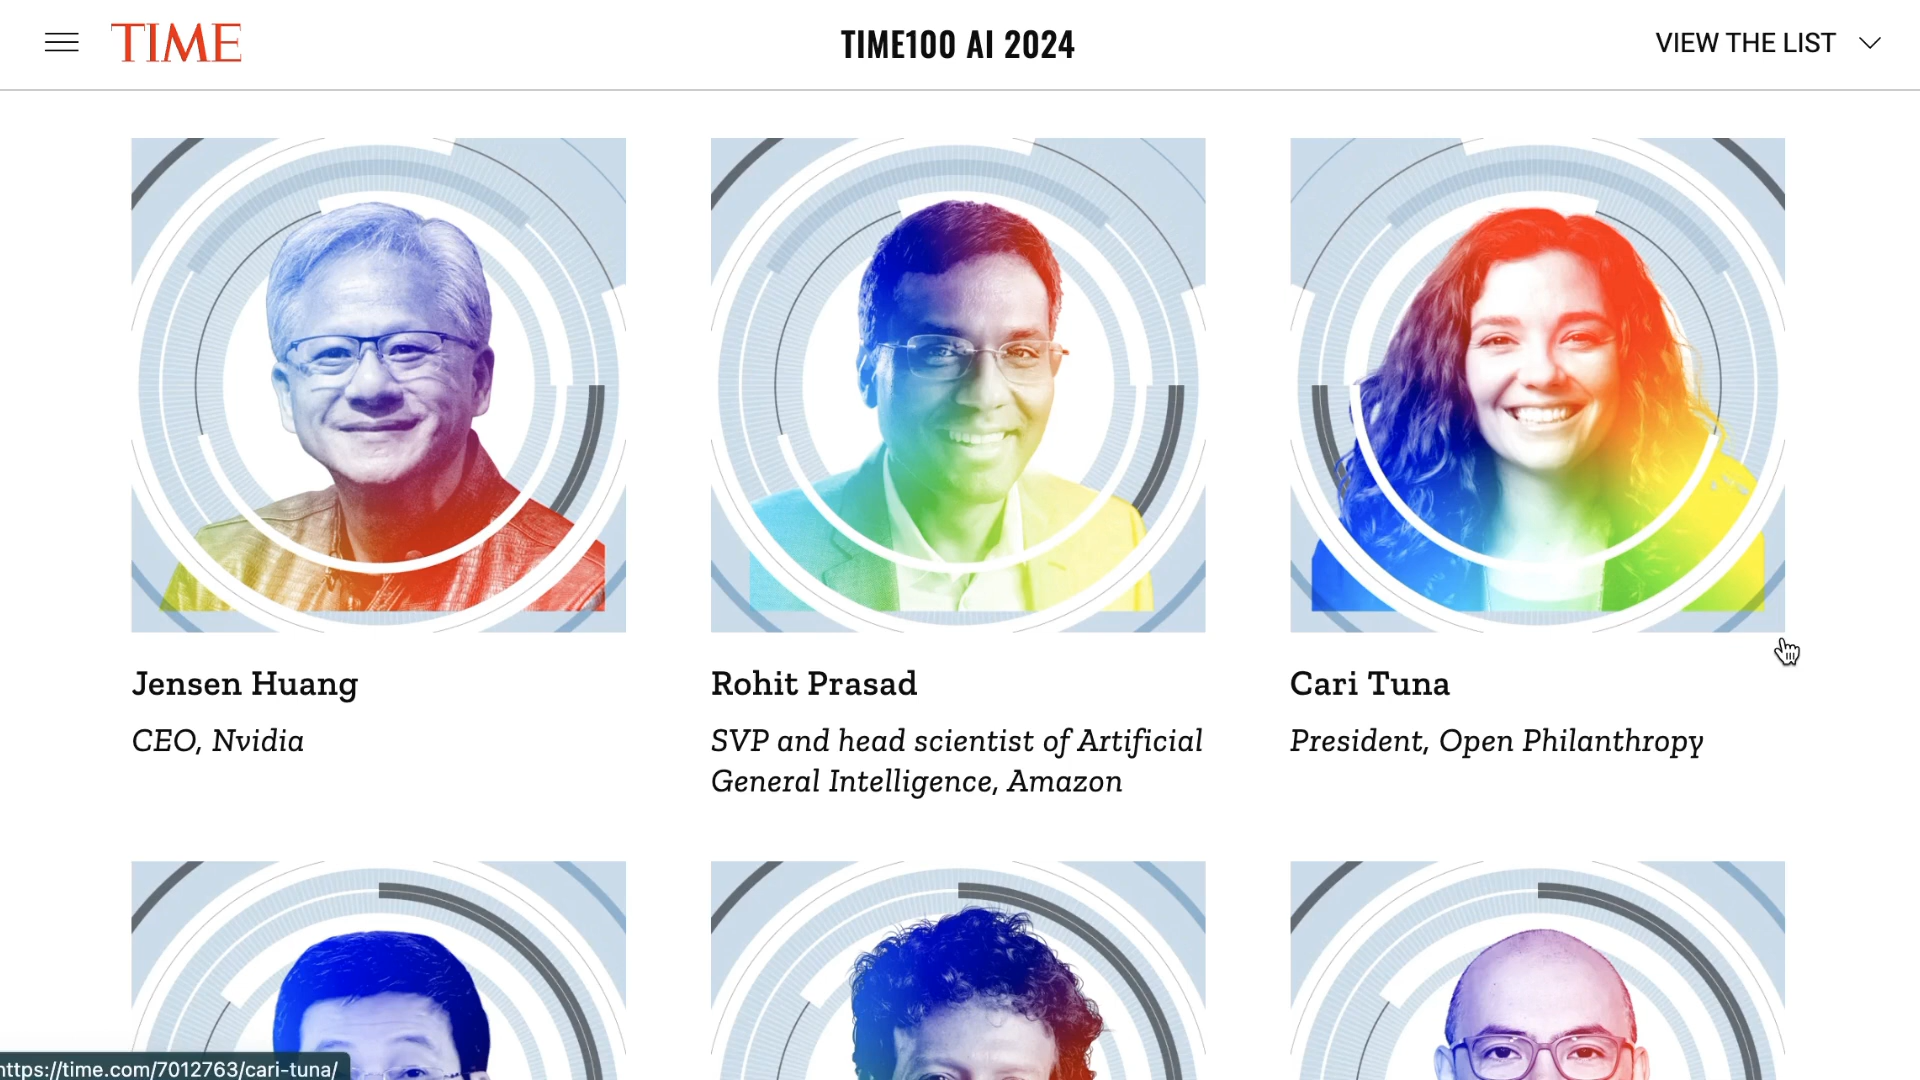 TIME
TIME100 AI 2024
VIEW THE LIST
Jensen Huang
CEO, Nvidia
Rohit Prasad
SVP and head scientist of Artificial
General Intelligence, Amazon
Cari Tuna
President, Open Philanthropy
https://time.com/7012763/cari-tuna/